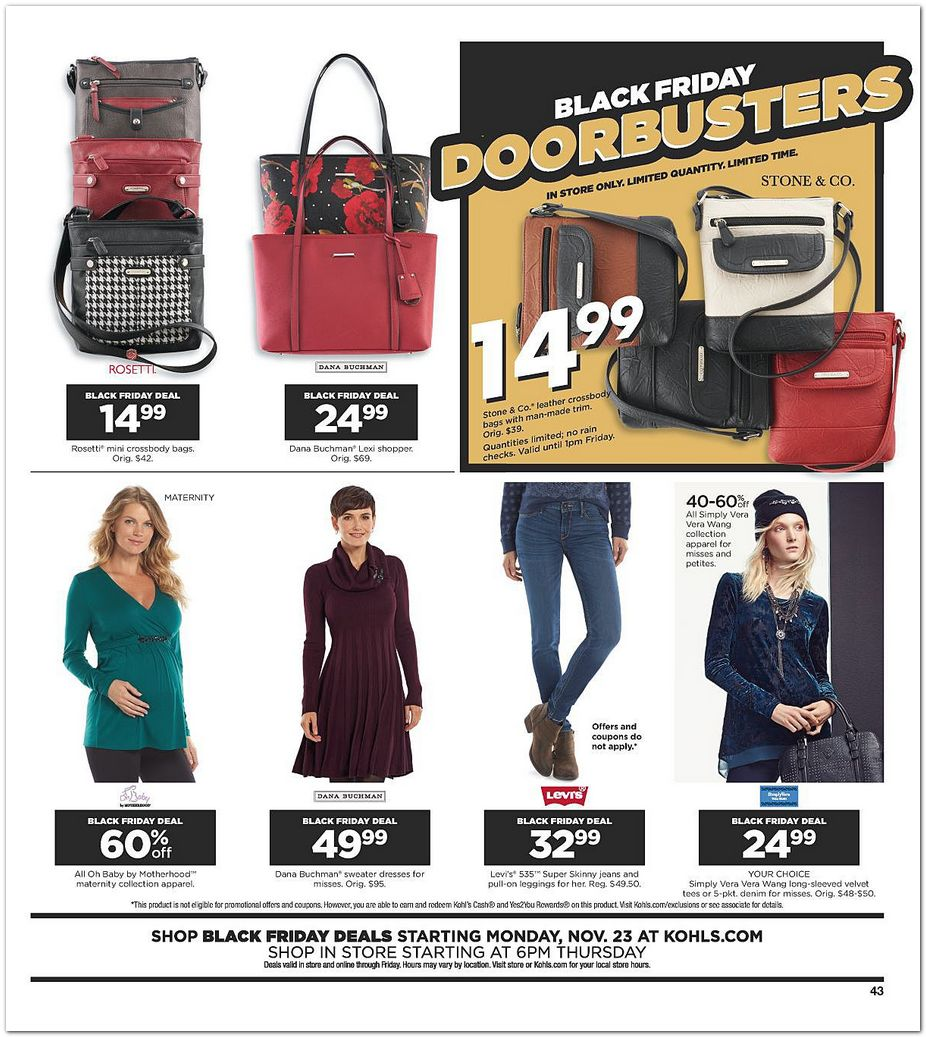 BLACK FRIDAY
DOORBUSTERS
IN STORE ONLY. LIMITED QUANTITY. LIMITED TIME.
STONE & CO.
14.99
Stone & Co.® leather crossbody
bags with man-made trim.
Orig. $39.
Quantities limited; no rain
checks. Valid until 1pm Friday.
ROSETTI
BLACK FRIDAY DEAL
14.99
Rosetti® mini crossbody bags.
Orig. $42.
DANA BUCHMAN
BLACK FRIDAY DEAL
24.99
Dana Buchman® Lexi shopper.
Orig. $69.
MATERNITY
Oh Baby
by MOTHERHOOD
BLACK FRIDAY DEAL
60% off
All Oh Baby by Motherhood™
maternity collection apparel.
DANA BUCHMAN
BLACK FRIDAY DEAL
49.99
Dana Buchman® sweater dresses for
misses. Orig. $95.
Offers and
coupons do
not apply.*
LEVI'S
BLACK FRIDAY DEAL
32.99
Levi's® 535™ Super Skinny jeans and
pull-on leggings for her. Reg. $49.50.
40-60% off
All Simply Vera
Vera Wang
collection
apparel for
misses and
petites.
SimplyVera
Vera Wang
BLACK FRIDAY DEAL
24.99
YOUR CHOICE
Simply Vera Vera Wang long-sleeved velvet
tees or 5-pkt. denim for misses. Orig. $48-$50.
*This product is not eligible for promotional offers and coupons. However, you are able to earn and redeem Kohl's Cash® and Yes2You Rewards® on this product. Visit Kohls.com/exclusions or see associate for details.
SHOP BLACK FRIDAY DEALS STARTING MONDAY, NOV. 23 AT KOHLS.COM
SHOP IN STORE STARTING AT 6PM THURSDAY
Deals valid in store and online through Friday. Hours may vary by location. Visit store or Kohls.com for your local store hours.
43